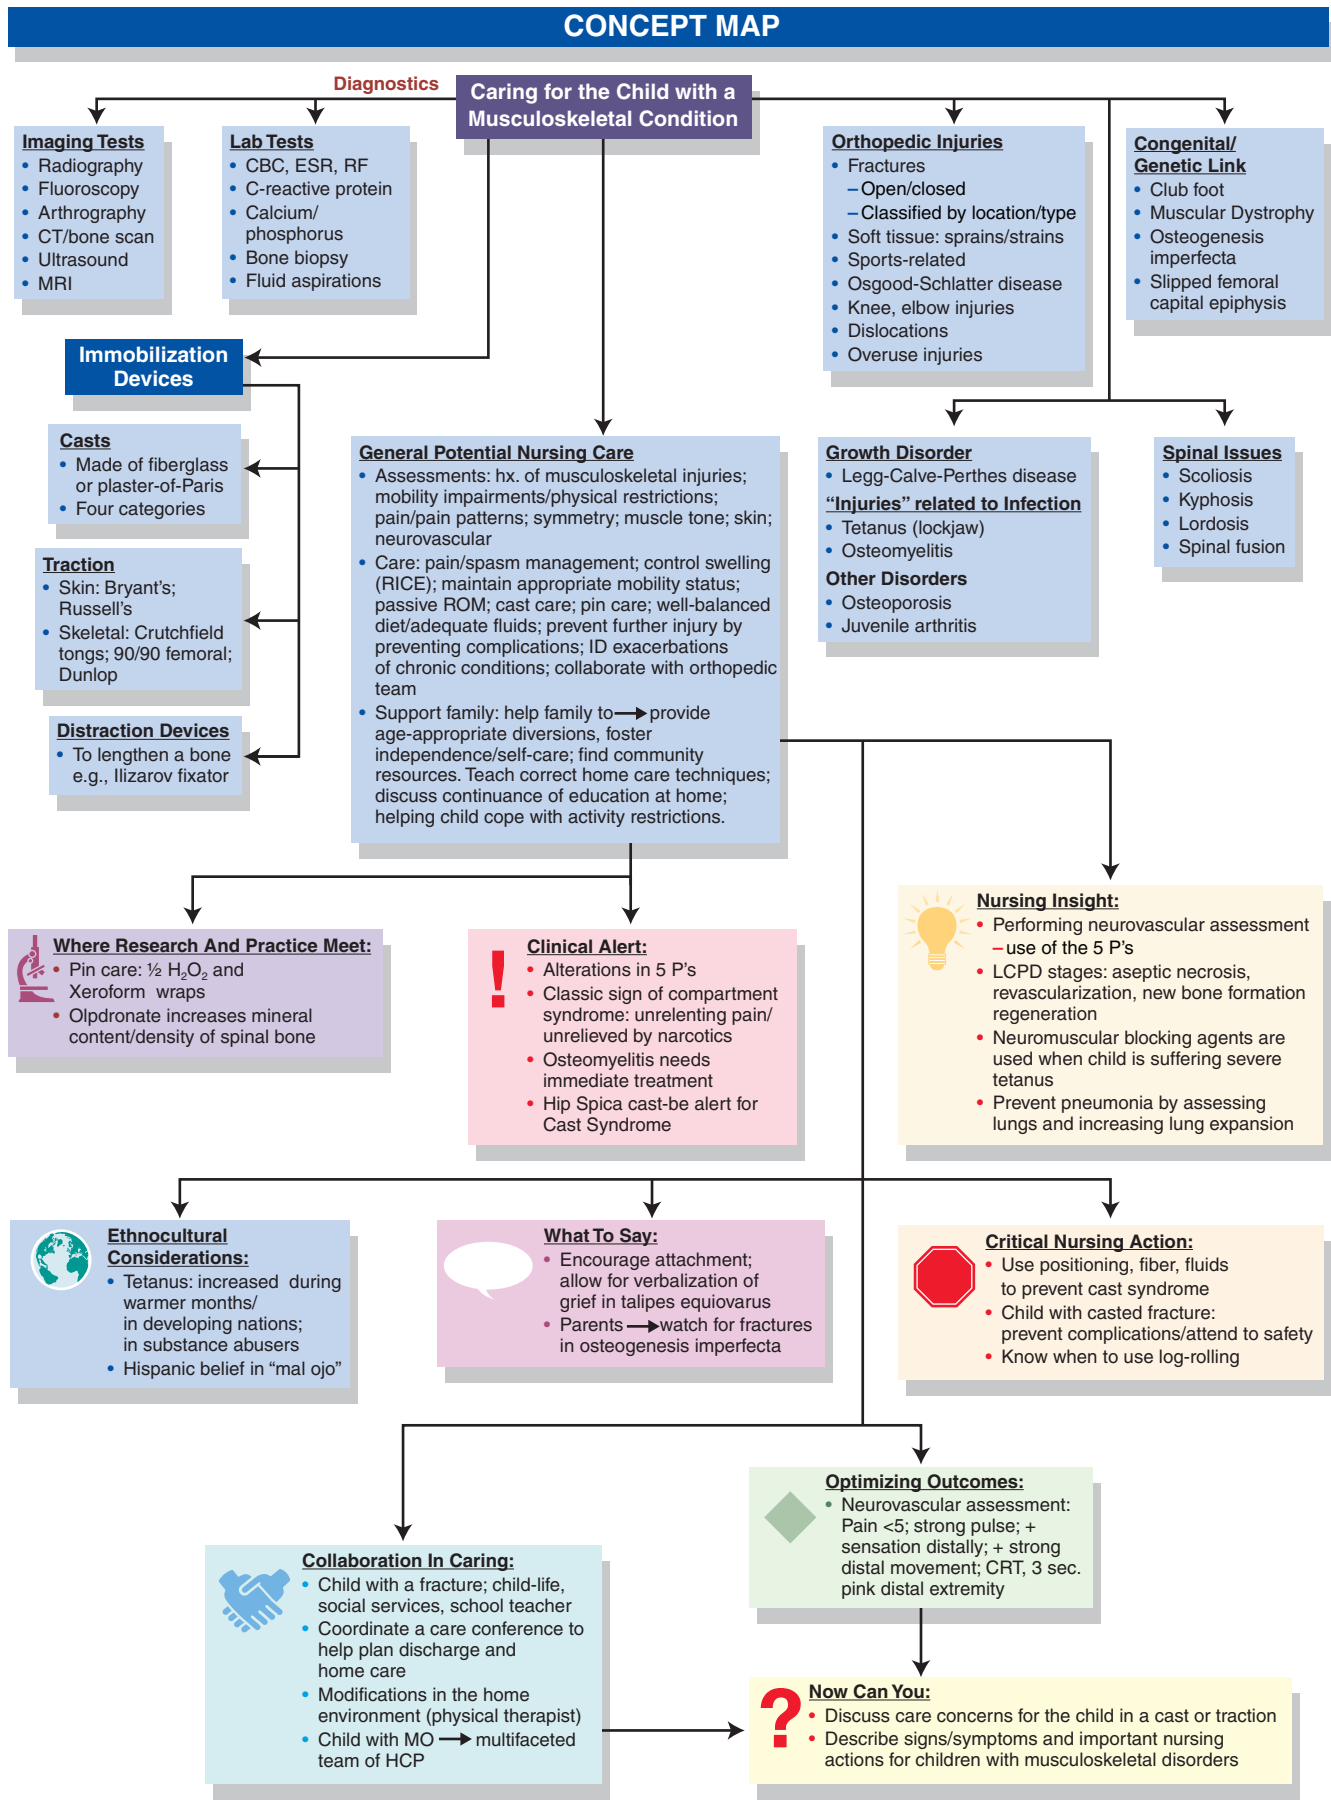 CONCEPT MAP
Diagnostics
Caring for the Child with a
Musculoskeletal Condition
Imaging Tests
• Radiography
• Fluoroscopy
• Arthrography
• CT/bone scan
• Ultrasound
• MRI
Lab Tests
• CBC, ESR, RF
• C-reactive protein
• Calcium/
phosphorus
• Bone biopsy
• Fluid aspirations
Orthopedic Injuries
• Fractures
– Open/closed
– Classified by location/type
• Soft tissue: sprains/strains
• Sports-related
• Osgood-Schlatter disease
• Knee, elbow injuries
• Dislocations
• Overuse injuries
Congenital/
Genetic Link
• Club foot
• Muscular Dystrophy
• Osteogenesis
imperfecta
• Slipped femoral
capital epiphysis
Immobilization
Devices
Casts
• Made of fiberglass
or plaster-of-Paris
• Four categories
Traction
• Skin: Bryant's;
Russell's
• Skeletal: Crutchfield
tongs; 90/90 femoral;
Dunlop
Distraction Devices
• To lengthen a bone
e.g., Ilizarov fixator
General Potential Nursing Care
• Assessments: hx. of musculoskeletal injuries;
mobility impairments/physical restrictions;
pain/pain patterns; symmetry; muscle tone; skin;
neurovascular
• Care: pain/spasm management; control swelling
(RICE); maintain appropriate mobility status;
passive ROM; cast care; pin care; well-balanced
diet/adequate fluids; prevent further injury by
preventing complications; ID exacerbations
of chronic conditions; collaborate with orthopedic
team
• Support family: help family to → provide
age-appropriate diversions, foster
independence/self-care; find community
resources. Teach correct home care techniques;
discuss continuance of education at home;
helping child cope with activity restrictions.
Growth Disorder
• Legg-Calve-Perthes disease
“Injuries” related to Infection
• Tetanus (lockjaw)
• Osteomyelitis
Other Disorders
• Osteoporosis
• Juvenile arthritis
Spinal Issues
• Scoliosis
• Kyphosis
• Lordosis
• Spinal fusion
Where Research And Practice Meet:
• Pin care: ½ H₂O₂ and
Xeroform wraps
• Olpdronate increases mineral
content/density of spinal bone
Clinical Alert:
• Alterations in 5 P's
• Classic sign of compartment
syndrome: unrelenting pain/
unrelieved by narcotics
• Osteomyelitis needs
immediate treatment
• Hip Spica cast-be alert for
Cast Syndrome
Nursing Insight:
• Performing neurovascular assessment
– use of the 5 P's
• LCPD stages: aseptic necrosis,
revascularization, new bone formation
regeneration
• Neuromuscular blocking agents are
used when child is suffering severe
tetanus
• Prevent pneumonia by assessing
lungs and increasing lung expansion
Ethnocultural
Considerations:
• Tetanus: increased during
warmer months/
in developing nations;
in substance abusers
• Hispanic belief in “mal ojo”
What To Say:
• Encourage attachment;
allow for verbalization of
grief in talipes equiovarus
• Parents → watch for fractures
in osteogenesis imperfecta
Critical Nursing Action:
• Use positioning, fiber, fluids
to prevent cast syndrome
• Child with casted fracture:
prevent complications/attend to safety
• Know when to use log-rolling
Optimizing Outcomes:
• Neurovascular assessment:
Pain <5; strong pulse; +
sensation distally; + strong
distal movement; CRT, 3 sec.
pink distal extremity
Collaboration In Caring:
• Child with a fracture; child-life,
social services, school teacher
• Coordinate a care conference to
help plan discharge and
home care
• Modifications in the home
environment (physical therapist)
• Child with MO → multifaceted
team of HCP
Now Can You:
• Discuss care concerns for the child in a cast or traction
• Describe signs/symptoms and important nursing
actions for children with musculoskeletal disorders